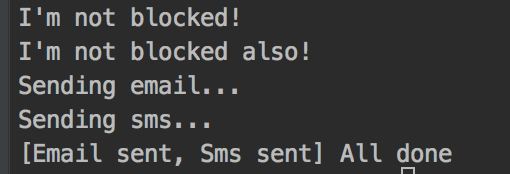 I'm not blocked!
I'm not blocked also!
Sending email...
Sending sms...
[Email sent, Sms sent] All done